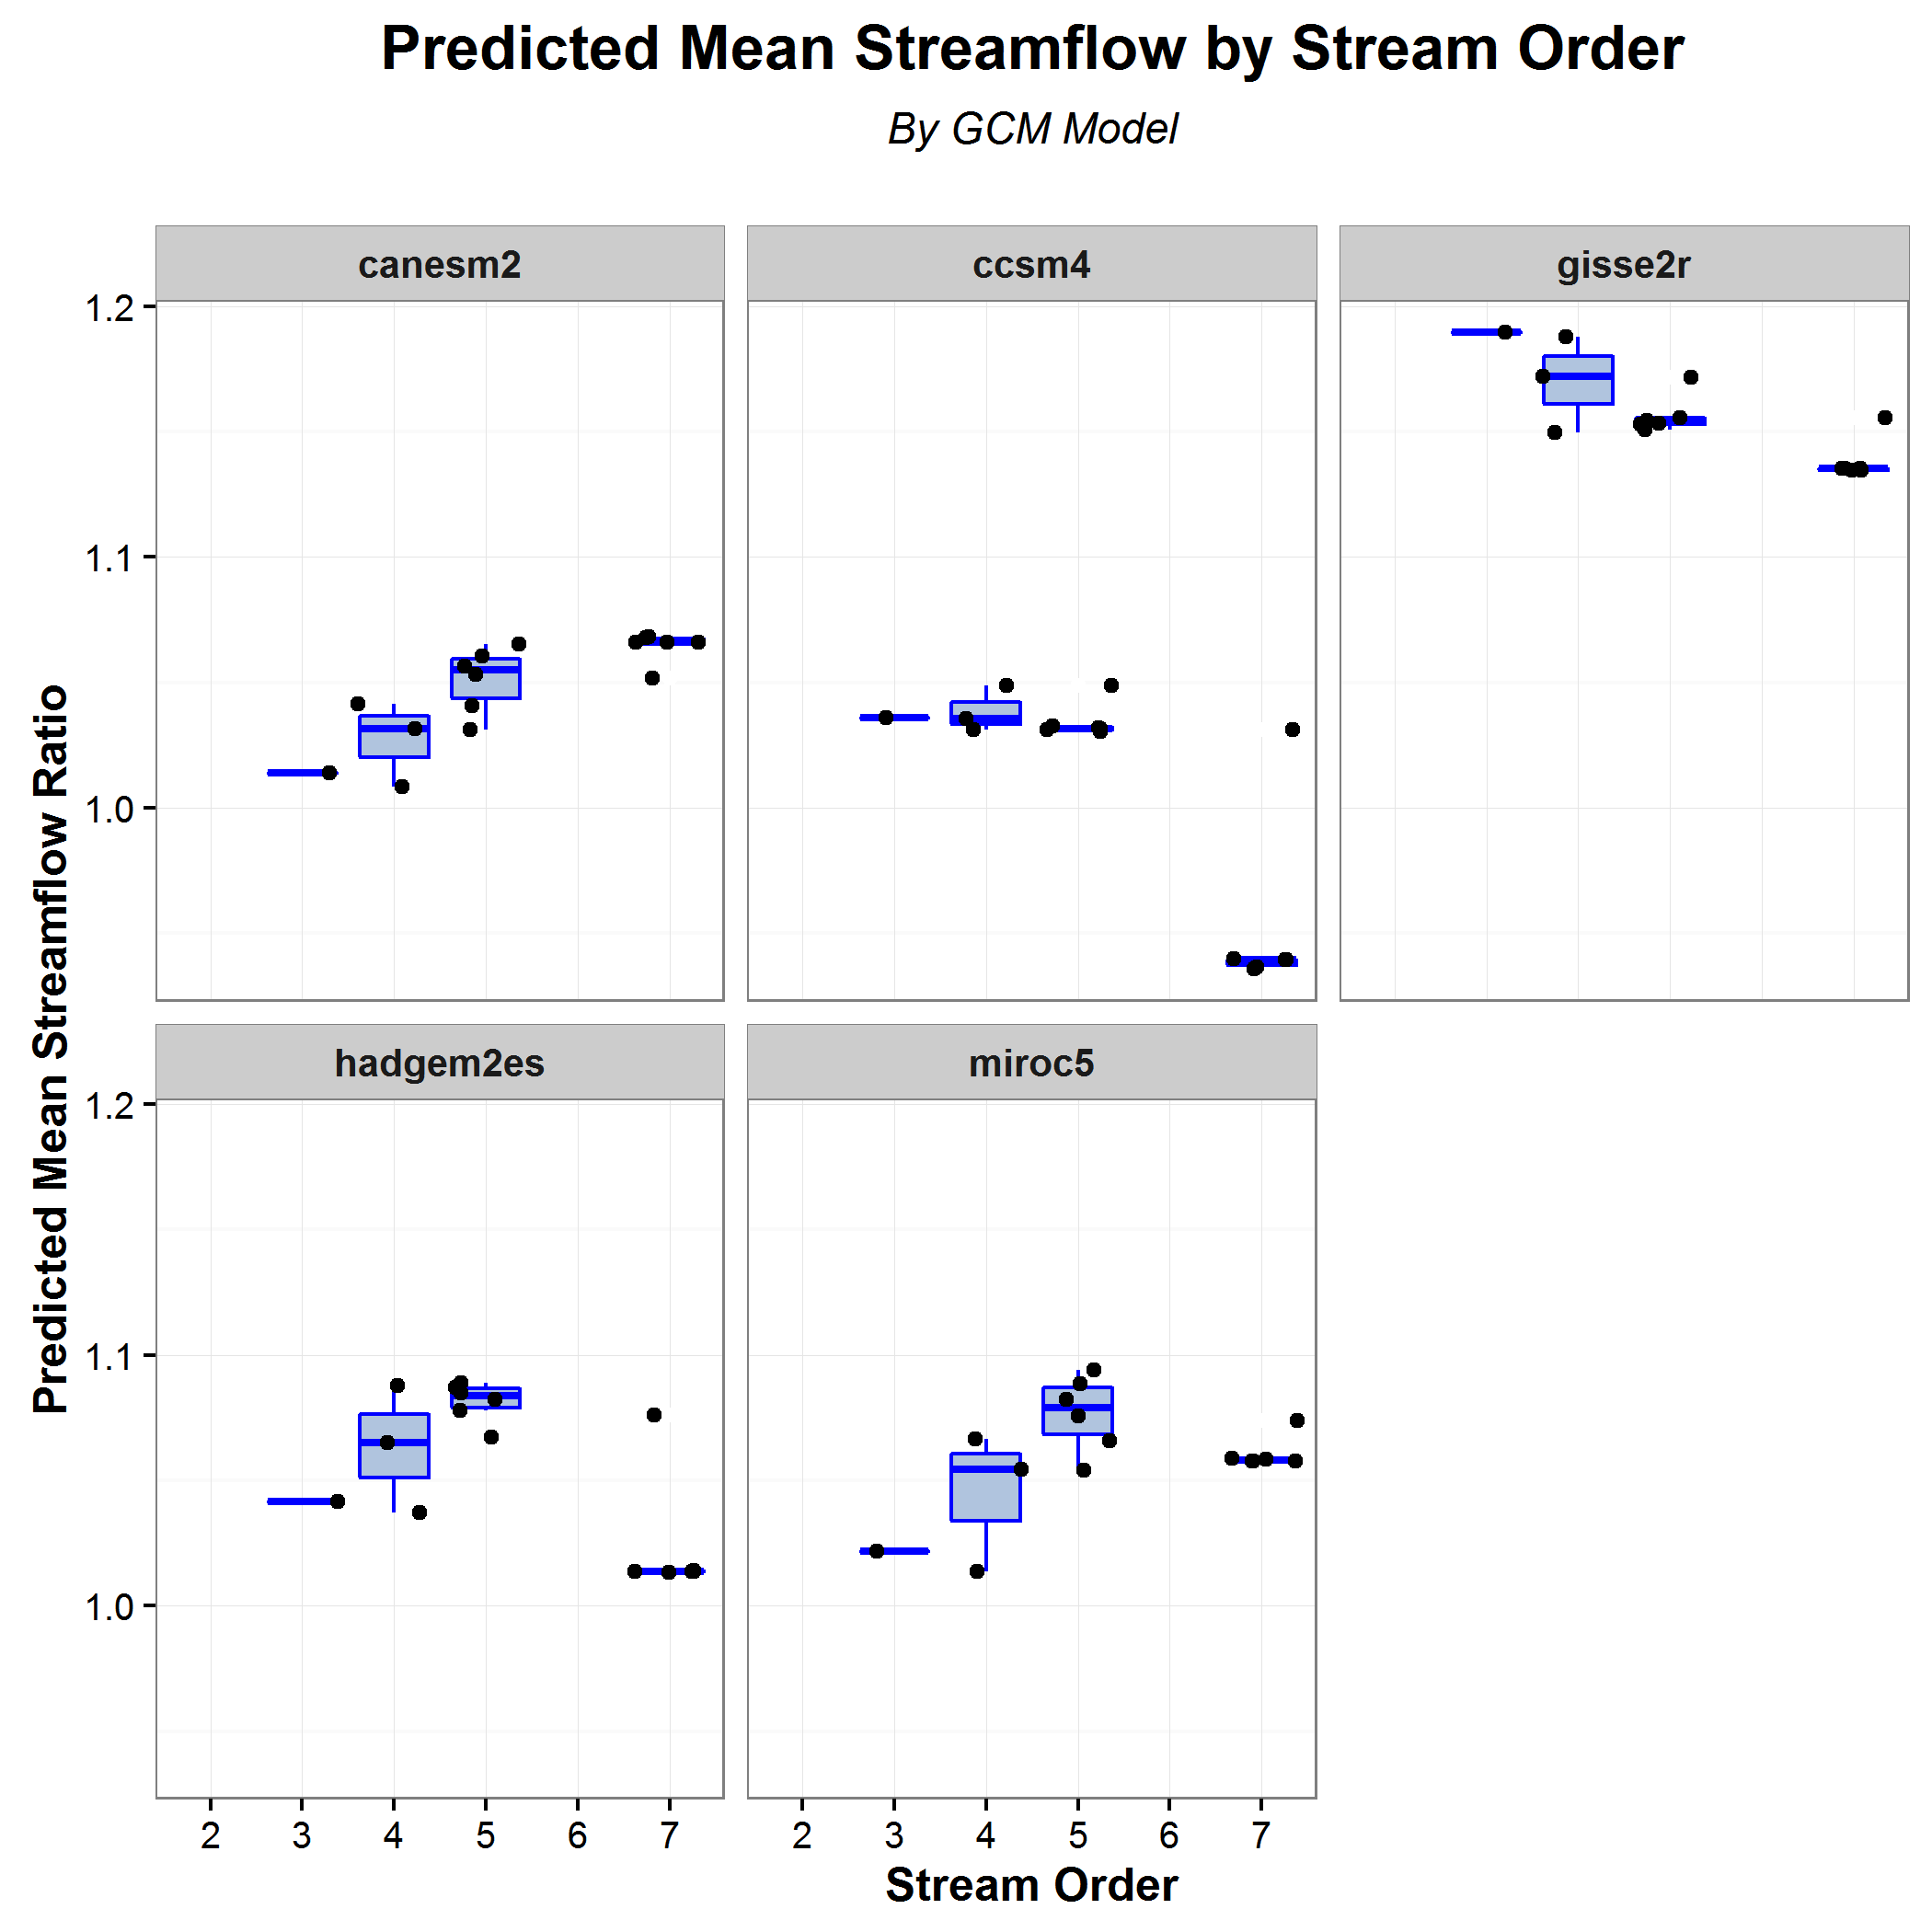 Predicted Mean Streamflow by Stream Order
By GCM Model
canesm2
ccsm4
gisse2r
1.2
1.1
1.0
Predicted Mean Streamflow Ratio
hadgem2es
miroc5
1.2
1.1
1.0
2 3 4 5 6 7
2 3 4 5 6 7
Stream Order